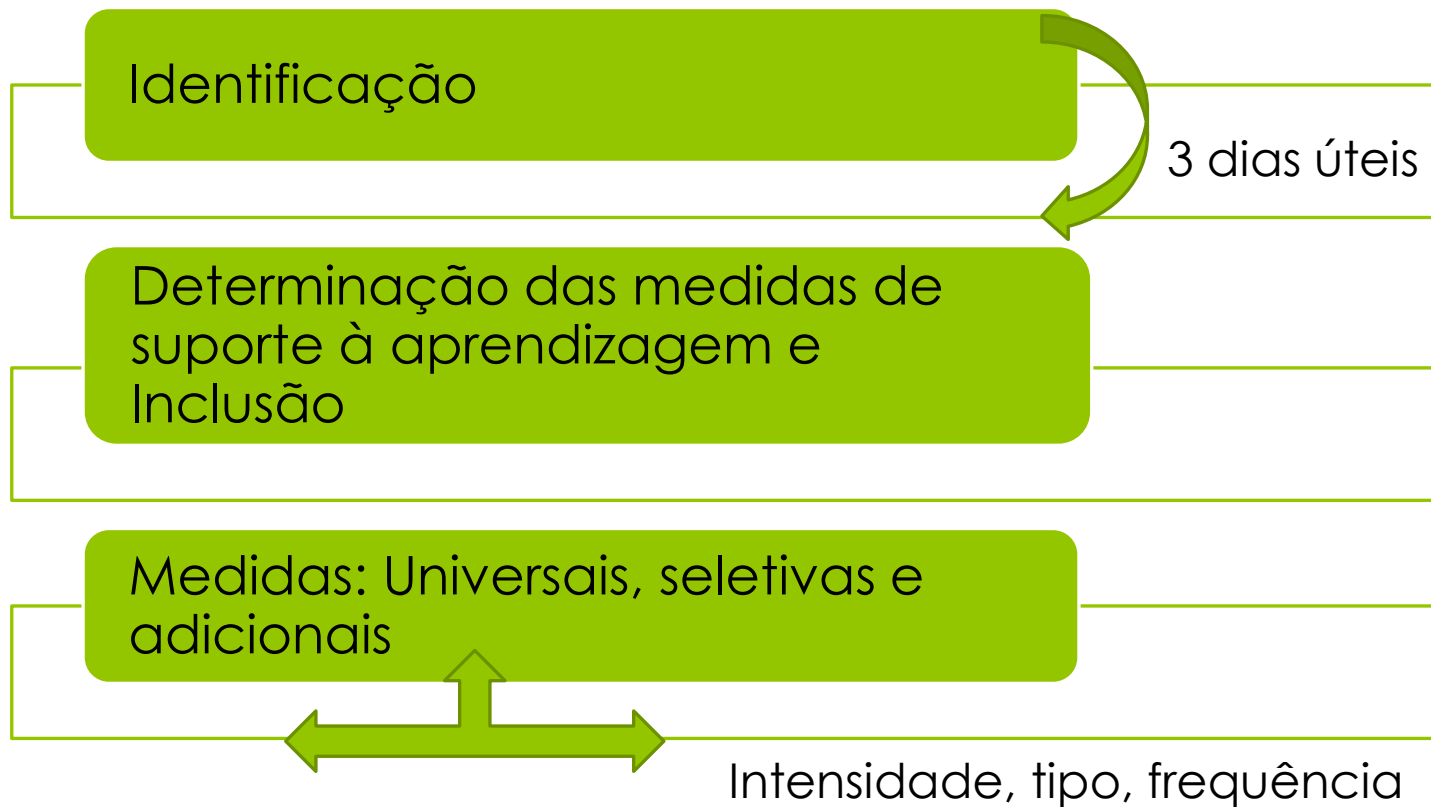 Identificação
3 dias úteis
Determinação das medidas de
suporte à aprendizagem e
Inclusão
Medidas: Universais, seletivas e
adicionais
Intensidade, tipo, frequência